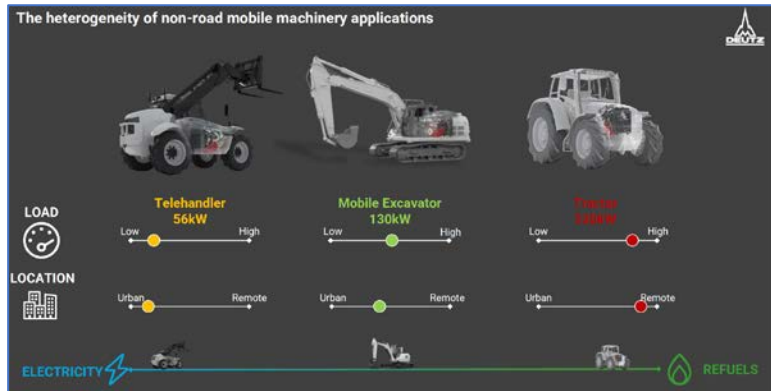 The heterogeneity of non-road mobile machinery applications
DEUTZ
LOAD
Telehandler
56kW
Low
High
Mobile Excavator
130kW
Low
High
Tractor
Low
High
LOCATION
Urban
Remote
Urban
Remote
Urban
Remote
ELECTRICITY
REFUELS